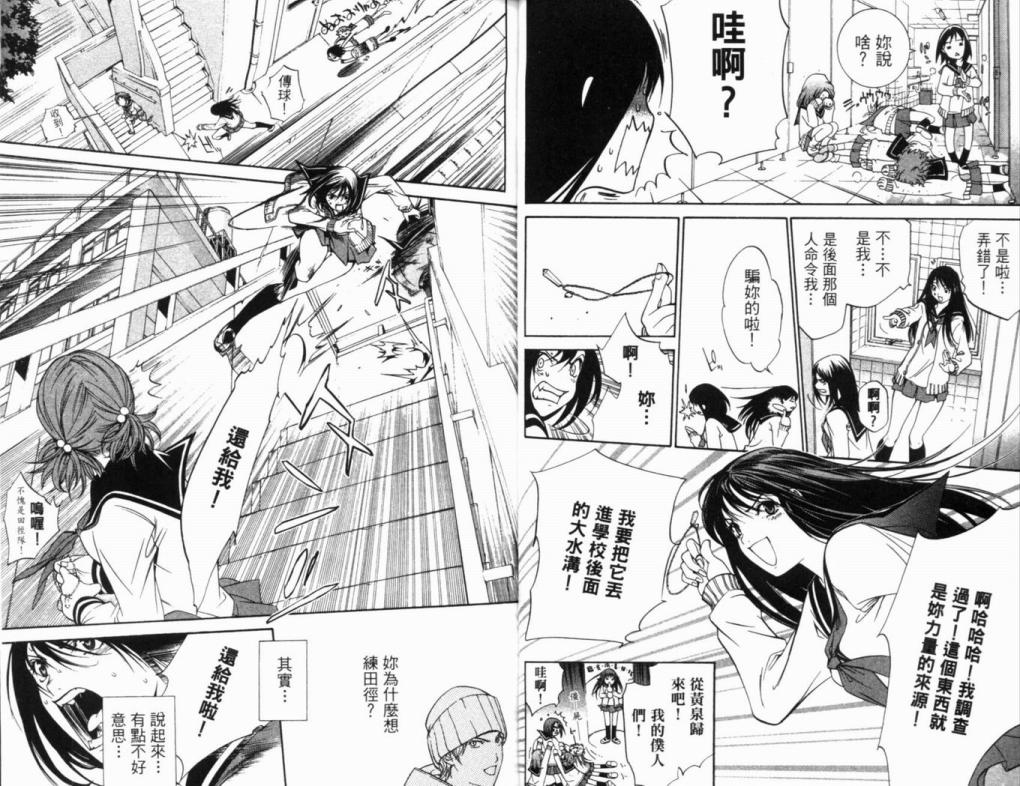 妳說
啥?
哇啊?
不是啦…
弄錯了!
不…不
是我…
是後面那個
人命令我…
啊啊?
騙妳的啦!
啊!
妳…
啊哈哈哈!我調查
過了!這個東西就
是妳力量的來源!
我要把它丟
進學校後面
的大水溝!
從黃泉歸
來吧!
我的僕人
們!
殭屍
哇啊!
傳球!
收到!
還給我!
嗚喔!
不愧是田徑隊!
還給我啦!
其實…
說起來…
有點不好
意思…
妳為什麼想
練田徑?